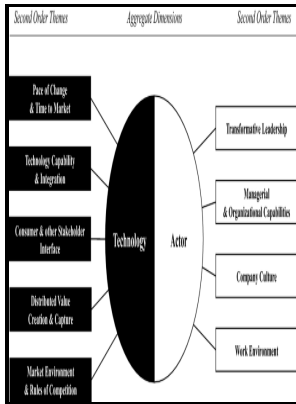 Second Order Themes
Aggregate Dimensions
Second Order Themes
Pace of Change
& Time to Market
Technology Capability
& Integration
Consumer & other Stakeholder
Interface
Distributed Value
Creation & Capture
Market Environment
& Rules of Competition
Technology
Actor
Transformative Leadership
Managerial
& Organizational Capabilities
Company Culture
Work Environment